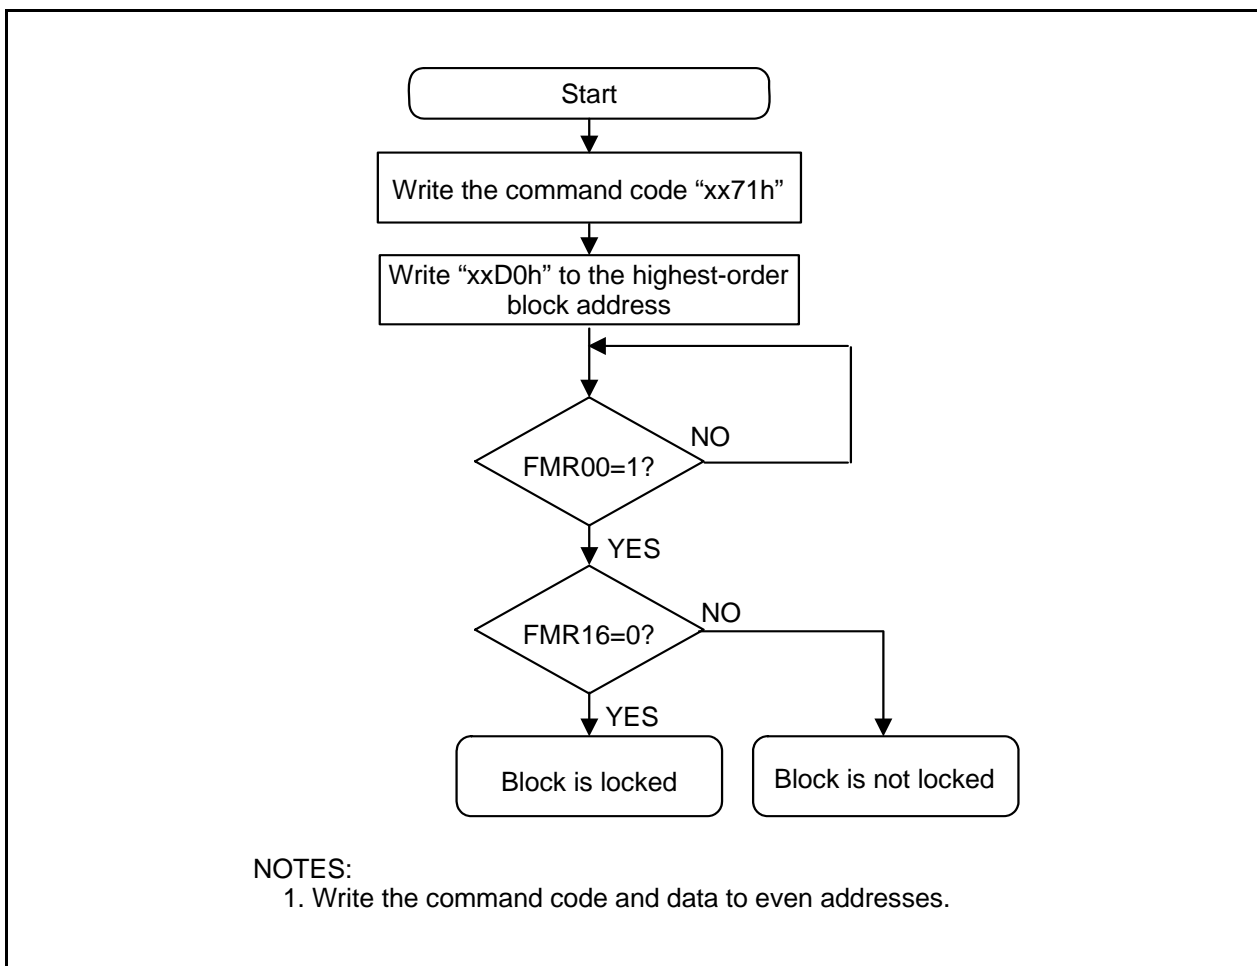 Start
Write the command code “xx71h”
Write “xxD0h” to the highest-order
block address
NO
FMR00=1?
YES
NO
FMR16=0?
YES
Block is locked
Block is not locked
NOTES:
1. Write the command code and data to even addresses.